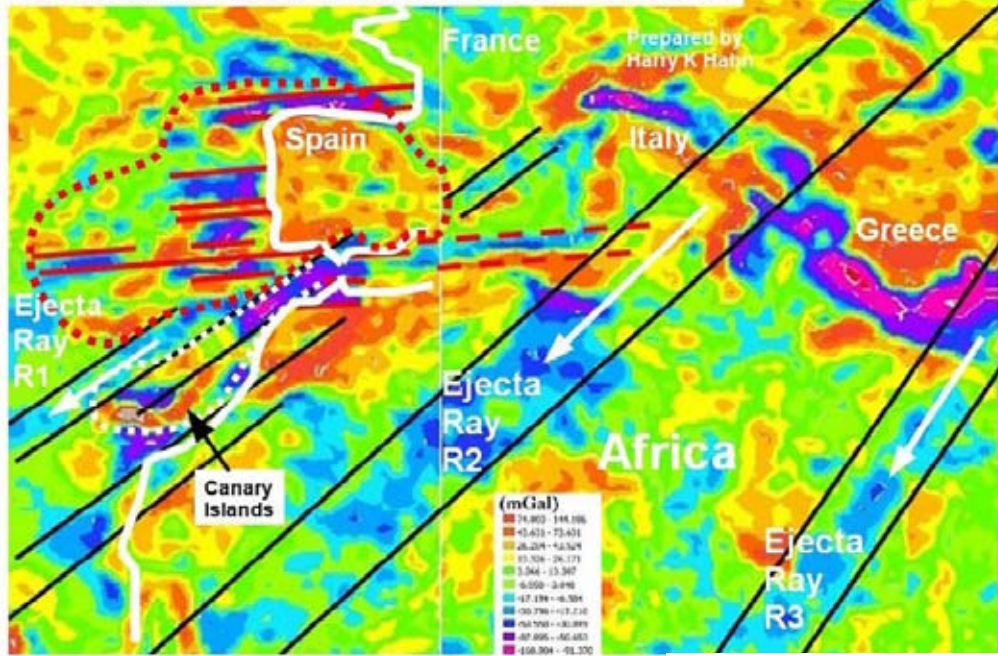 France
Prepared by
Harry K Hahn
Spain
Italy
Greece
Ejecta
Ray
R1
Ejecta
Ray
R2
Africa
Canary
Islands
(mGal)
Ejecta
Ray
R3